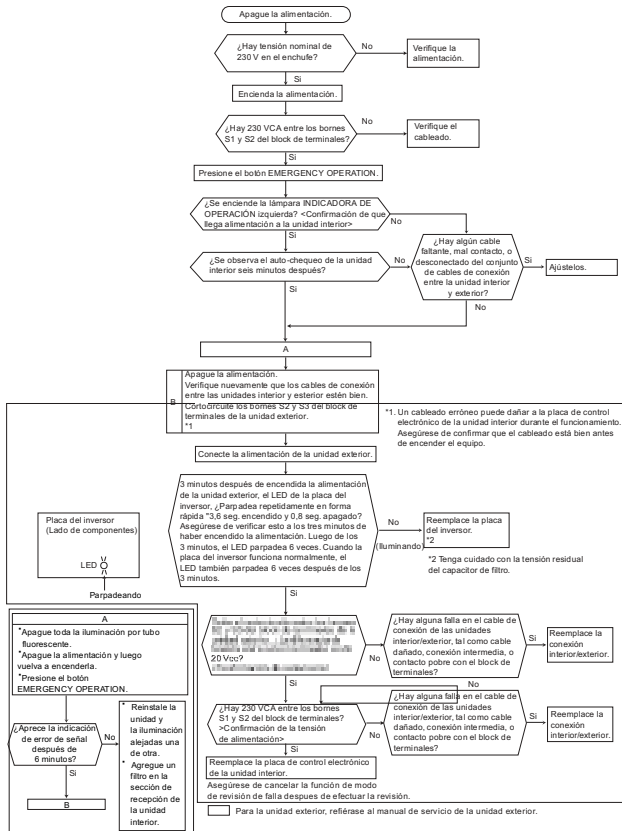 Apague la alimentación.
¿Hay tensión nominal de
230 V en el enchufe?
No
Verifique la
alimentación.
Si
Encienda la alimentación.
¿Hay 230 VCA entre los bornes
S1 y S2 del block de terminales?
No
Verifique el
cableado.
Si
Presione el botón EMERGENCY OPERATION.
¿Se enciende la lámpara INDICADORA DE
OPERACIÓN izquierda? <Confirmación de que
llega alimentación a la unidad interior>
No
Si
¿Se observa el auto-chequeo de la unidad
interior seis minutos después?
No
¿Hay algún cable
faltante, mal contacto, o
desconectado del conjunto
de cables de conexión
entre la unidad interior
y exterior?
Si
Ajústelos.
Si
No
A
B
Apague la alimentación.
Verifique nuevamente que los cables de conexión
entre las unidades interior y esterior estén bien.
Cortocircuite los bornes S2 y S3 del block de
terminales de la unidad exterior.
*1
*1. Un cableado erróneo puede dañar a la placa de control
electrónico de la unidad interior durante el funcionamiento.
Asegúrese de confirmar que el cableado está bien antes
de encender el equipo.
Conecte la alimentación de la unidad exterior.
3 minutos después de encendida la alimentación
de la unidad exterior, el LED de la placa del
inversor, ¿Parpadea repetidamente en forma
rápida "3,6 seg. encendido y 0,8 seg. apagado?
Asegúrese de verificar esto a los tres minutos de
haber encendido la alimentación. Luego de los
3 minutos, el LED parpadea 6 veces. Cuando la
placa del inversor funciona normalmente, el
LED también parpadea 6 veces después de los
3 minutos.
No
(Iluminando)
Reemplace la placa
del inversor.
*2
*2 Tenga cuidado con la tensión residual
del capacitor de filtro.
Placa del inversor
(Lado de componentes)
LED
Parpadeando
Si
20 Vcc?
No
¿Hay alguna falla en el cable de
conexión de las unidades
interior/exterior, tal como cable
dañado, conexión intermedia, o
contacto pobre con el block de
terminales?
Si
Reemplace la
conexión
interior/exterior.
No
¿Hay 230 VCA entre los bornes
S1 y S2 del block de terminales?
>Confirmación de la tensión
de alimentación>
No
¿Hay alguna falla en el cable de
conexión de las unidades
interior/exterior, tal como cable
dañado, conexión intermedia, o
contacto pobre con el block de
terminales?
Si
Reemplace la
conexión
interior/exterior.
Si
Reemplace la placa de control electrónico
de la unidad interior.
Asegúrese de cancelar la función de modo
de revisión de falla despues de efectuar la revisión.
Para la unidad exterior, refiérase al manual de servicio de la unidad exterior.
A
*Apague toda la iluminación por tubo
fluorescente.
*Apague la alimentación y luego
vuelva a encenderla.
*Presione el botón
EMERGENCY OPERATION.
¿Aprece la indicación
de error de señal
después de
6 minutos?
No
Si
B
* Reinstale la
unidad y
la iluminación
alejadas una
de otra.
* Agregue un
filtro en la
sección de
recepción de
la unidad
interior.